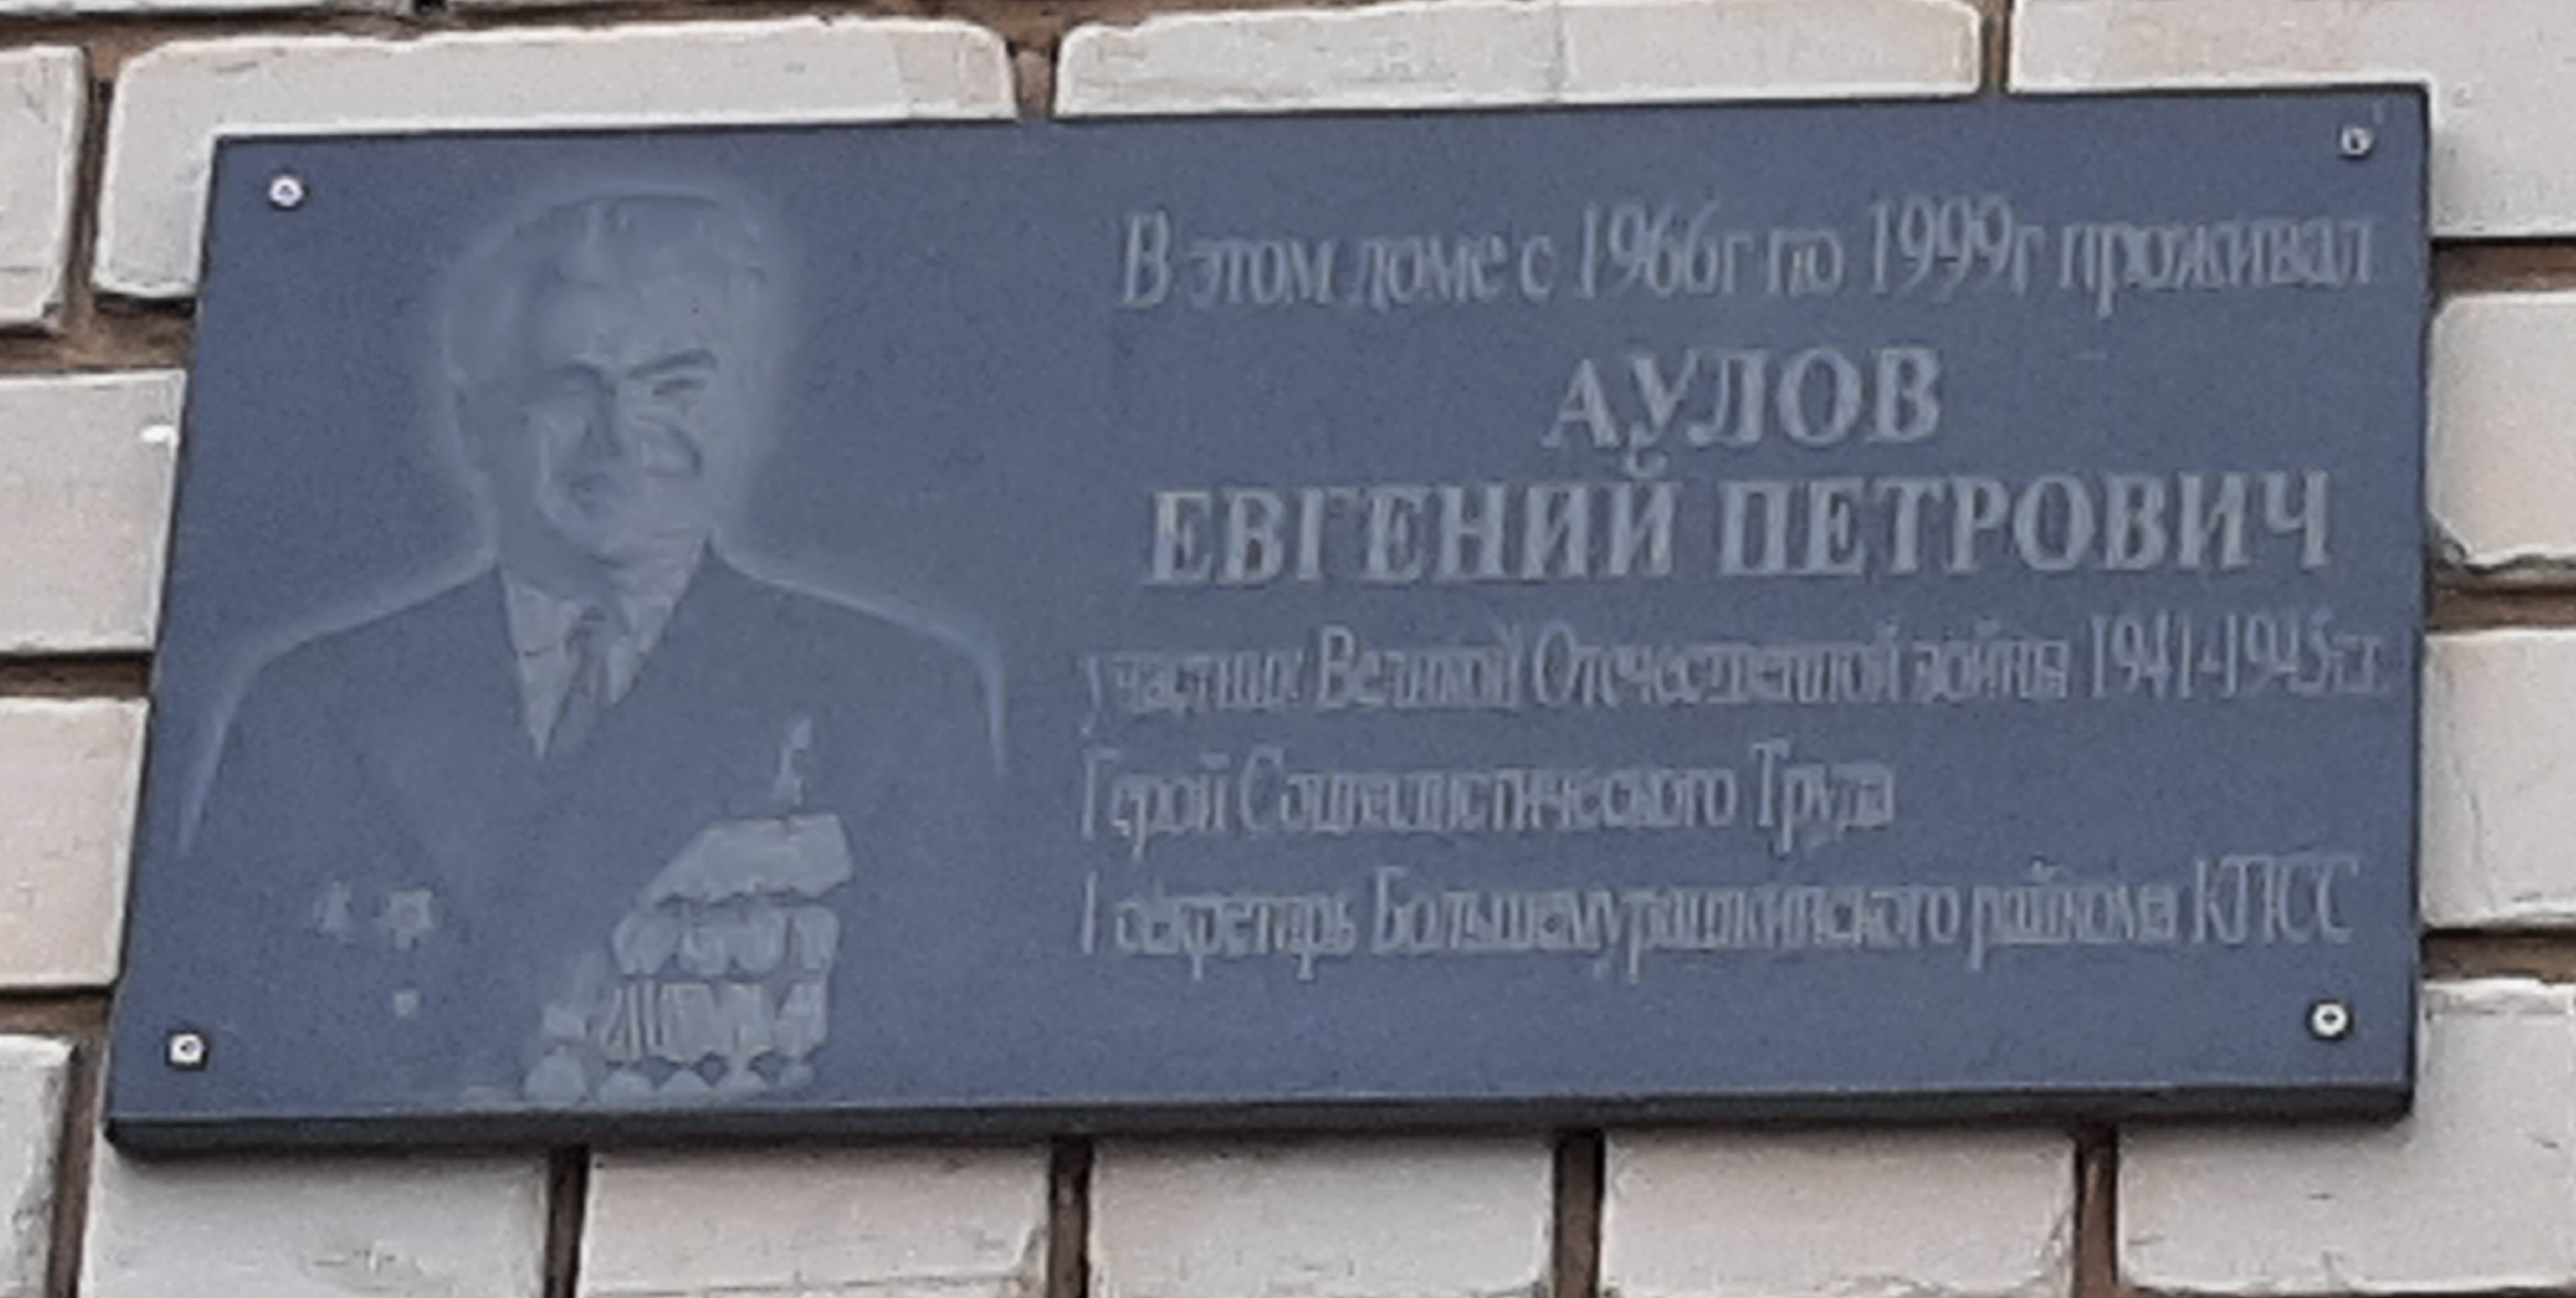 В этом доме с 1966г по 1999г проживал
АУЛОВ
ЕВГЕНИЙ ПЕТРОВИЧ
участник Великой Отечественной войны 1941-1945гг.
Герой Социалистического Труда
I секретарь Большемурашкинского райкома КПСС